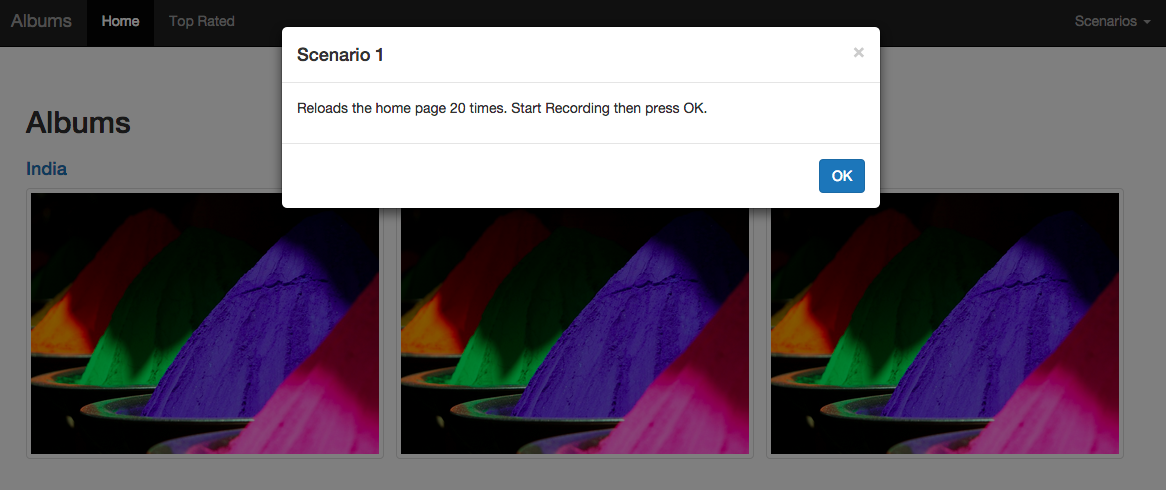 Albums
Home
Top Rated
Scenarios
Scenario 1
×
Reloads the home page 20 times. Start Recording then press OK.
OK
Albums
India